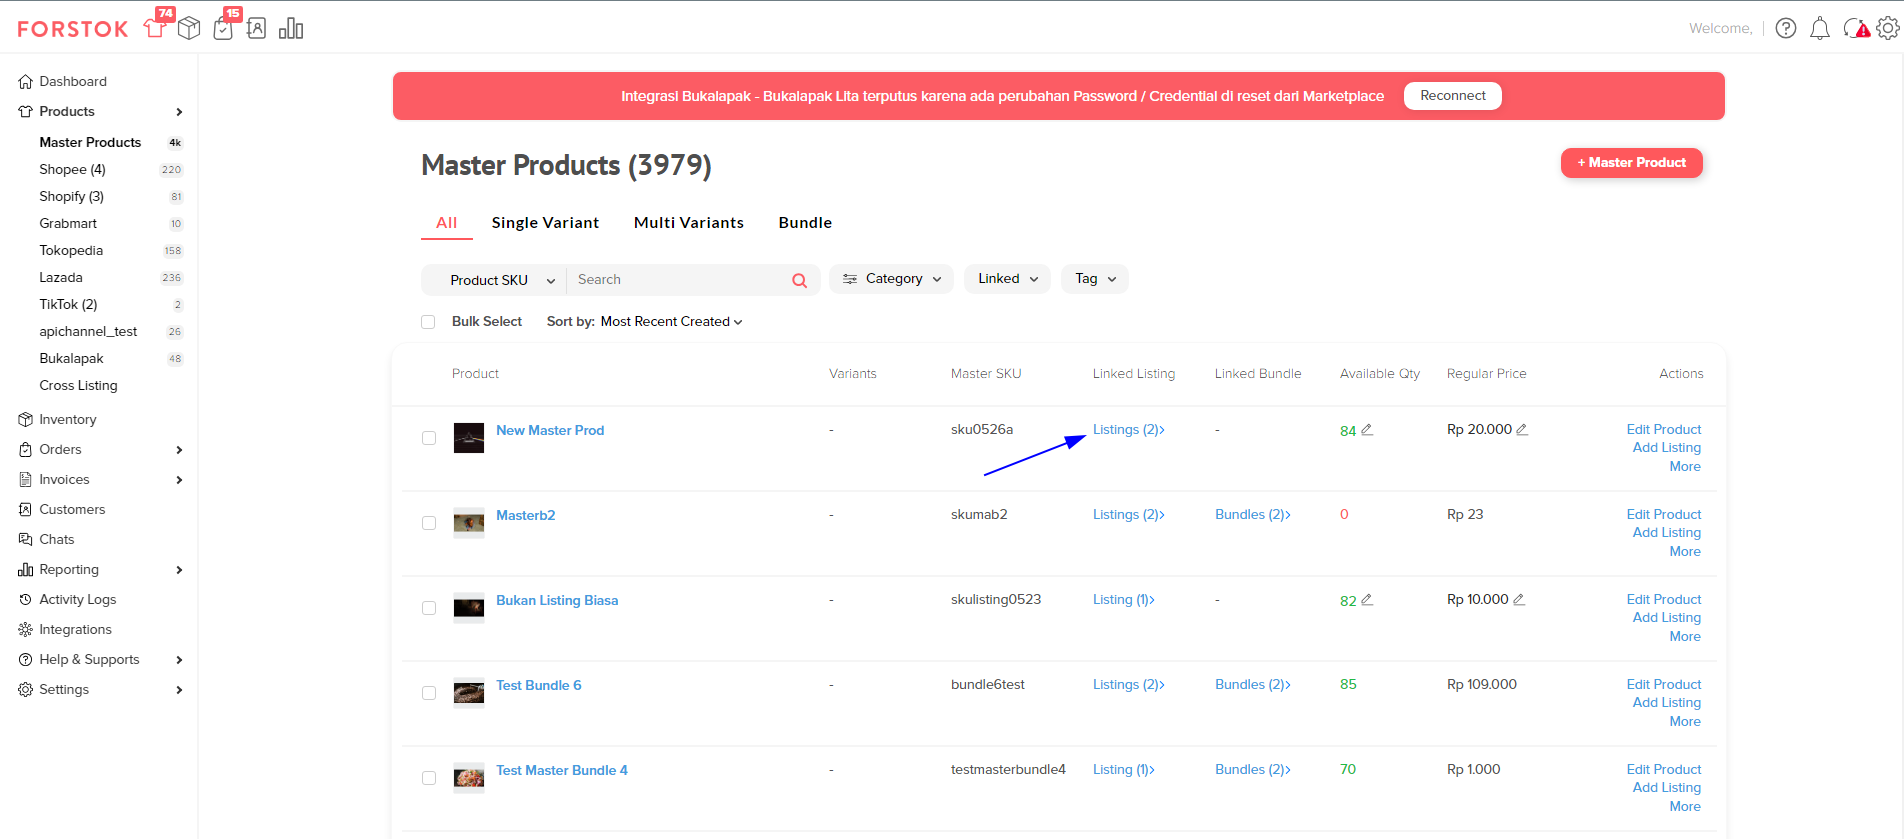 FORSTOK
74
15
Welcome,
Dashboard
Products
Master Products 4k
Shopee (4) 220
Shopify (3) 81
Grabmart 10
Tokopedia 158
Lazada 236
TikTok (2) 2
apichannel_test 26
Bukalapak 48
Cross Listing
Inventory
Orders
Invoices
Customers
Chats
Reporting
Activity Logs
Integrations
Help & Supports
Settings
Integrasi Bukalapak - Bukalapak Lita terputus karena ada perubahan Password / Credential di reset dari Marketplace Reconnect
Master Products (3979)
+ Master Product
All Single Variant Multi Variants Bundle
Product SKU Search Category Linked Tag
Bulk Select Sort by: Most Recent Created
Product Variants Master SKU Linked Listing Linked Bundle Available Qty Regular Price Actions
New Master Prod - sku0526a Listings (2)> - 84 Rp 20.000 Edit Product
Add Listing
More
Masterb2 - skumab2 Listings (2)> Bundles (2)> 0 Rp 23 Edit Product
Add Listing
More
Bukan Listing Biasa - skulisting0523 Listing (1)> - 82 Rp 10.000 Edit Product
Add Listing
More
Test Bundle 6 - bundle6test Listings (2)> Bundles (2)> 85 Rp 109.000 Edit Product
Add Listing
More
Test Master Bundle 4 - testmasterbundle4 Listing (1)> Bundles (2)> 70 Rp 1.000 Edit Product
Add Listing
More